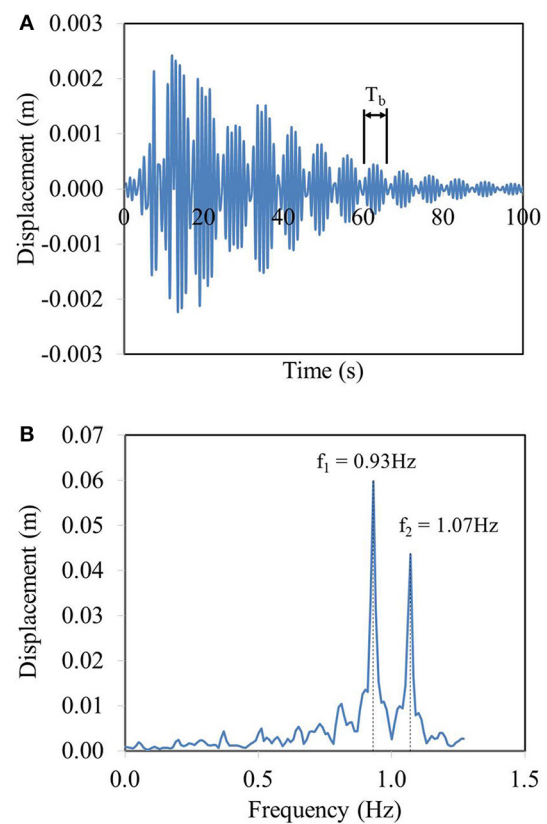 A
Displacement (m)
0.003
0.002
0.001
0.000
-0.001
-0.002
-0.003
T_b
0 20 40 60 80 100
Time (s)
B
Displacement (m)
0.07
0.06
0.05
0.04
0.03
0.02
0.01
0.00
f₁ = 0.93Hz
f₂ = 1.07Hz
0.0 0.5 1.0 1.5
Frequency (Hz)